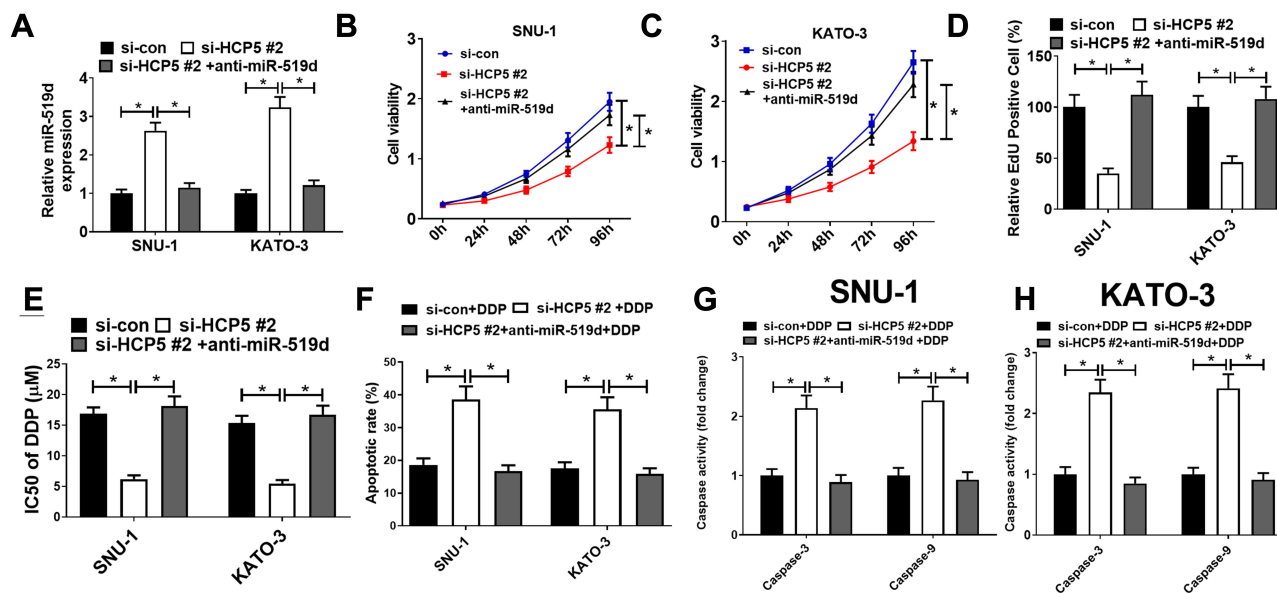 A
si-con si-HCP5 #2
si-HCP5 #2 +anti-miR-519d
Relative miR-519d
expression
4
3
2
1
0
* * * *
SNU-1 KATO-3
B
SNU-1
si-con
si-HCP5 #2
si-HCP5 #2
+anti-miR-519d
Cell viability
3
2
1
0
* *
0h 24h 48h 72h 96h
C
KATO-3
si-con
si-HCP5 #2
si-HCP5 #2
+anti-miR-519d
Cell viability
3
2
1
0
* *
0h 24h 48h 72h 96h
D
si-con si-HCP5 #2
si-HCP5 #2 +anti-miR-519d
Relative EdU Positive Cell (%)
150
100
50
0
* * * *
SNU-1 KATO-3
E
si-con si-HCP5 #2
si-HCP5 #2 +anti-miR-519d
IC50 of DDP (μM)
25
20
15
10
5
0
* * * *
SNU-1 KATO-3
F
si-con+DDP si-HCP5 #2 +DDP
si-HCP5 #2+anti-miR-519d+DDP
Apoptotic rate (%)
50
40
30
20
10
0
* * * *
SNU-1 KATO-3
G
SNU-1
si-con+DDP si-HCP5 #2+DDP
si-HCP5 #2+anti-miR-519d +DDP
Caspase activity (fold change)
3
2
1
0
* * * *
Caspase-3 Caspase-9
H
KATO-3
si-con+DDP si-HCP5 #2+DDP
si-HCP5 #2+anti-miR-519d+DDP
Caspase activity (fold change)
3
2
1
0
* * * *
Caspase-3 Caspase-9